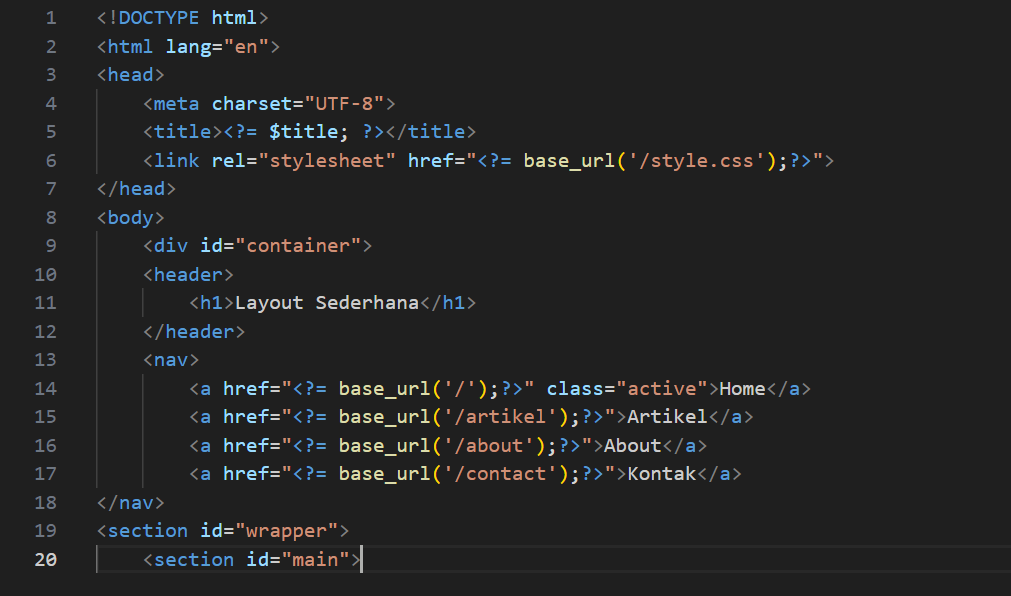 1 <!DOCTYPE html>
2 <html lang="en">
3 <head>
4     <meta charset="UTF-8">
5     <title><?= $title; ?></title>
6     <link rel="stylesheet" href="<?= base_url('/style.css');?>">
7 </head>
8 <body>
9     <div id="container">
10     <header>
11         <h1>Layout Sederhana</h1>
12     </header>
13     <nav>
14         <a href="<?= base_url('/');?>" class="active">Home</a>
15         <a href="<?= base_url('/artikel');?>">Artikel</a>
16         <a href="<?= base_url('/about');?>">About</a>
17         <a href="<?= base_url('/contact');?>">Kontak</a>
18 </nav>
19 <section id="wrapper">
20     <section id="main">